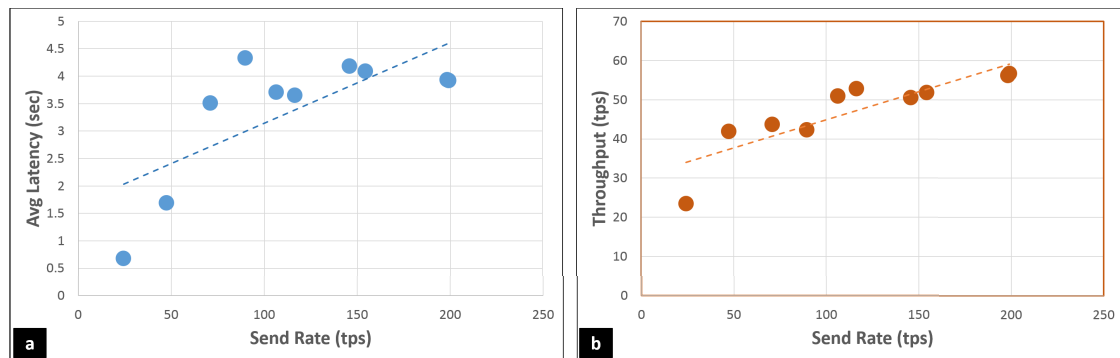 5
4.5
4
3.5
3
2.5
2
1.5
1
0.5
0
0 50 100 150 200 250
Avg Latency (sec)
Send Rate (tps)
a
70
60
50
40
30
20
10
0
0 50 100 150 200 250
Throughput (tps)
Send Rate (tps)
b